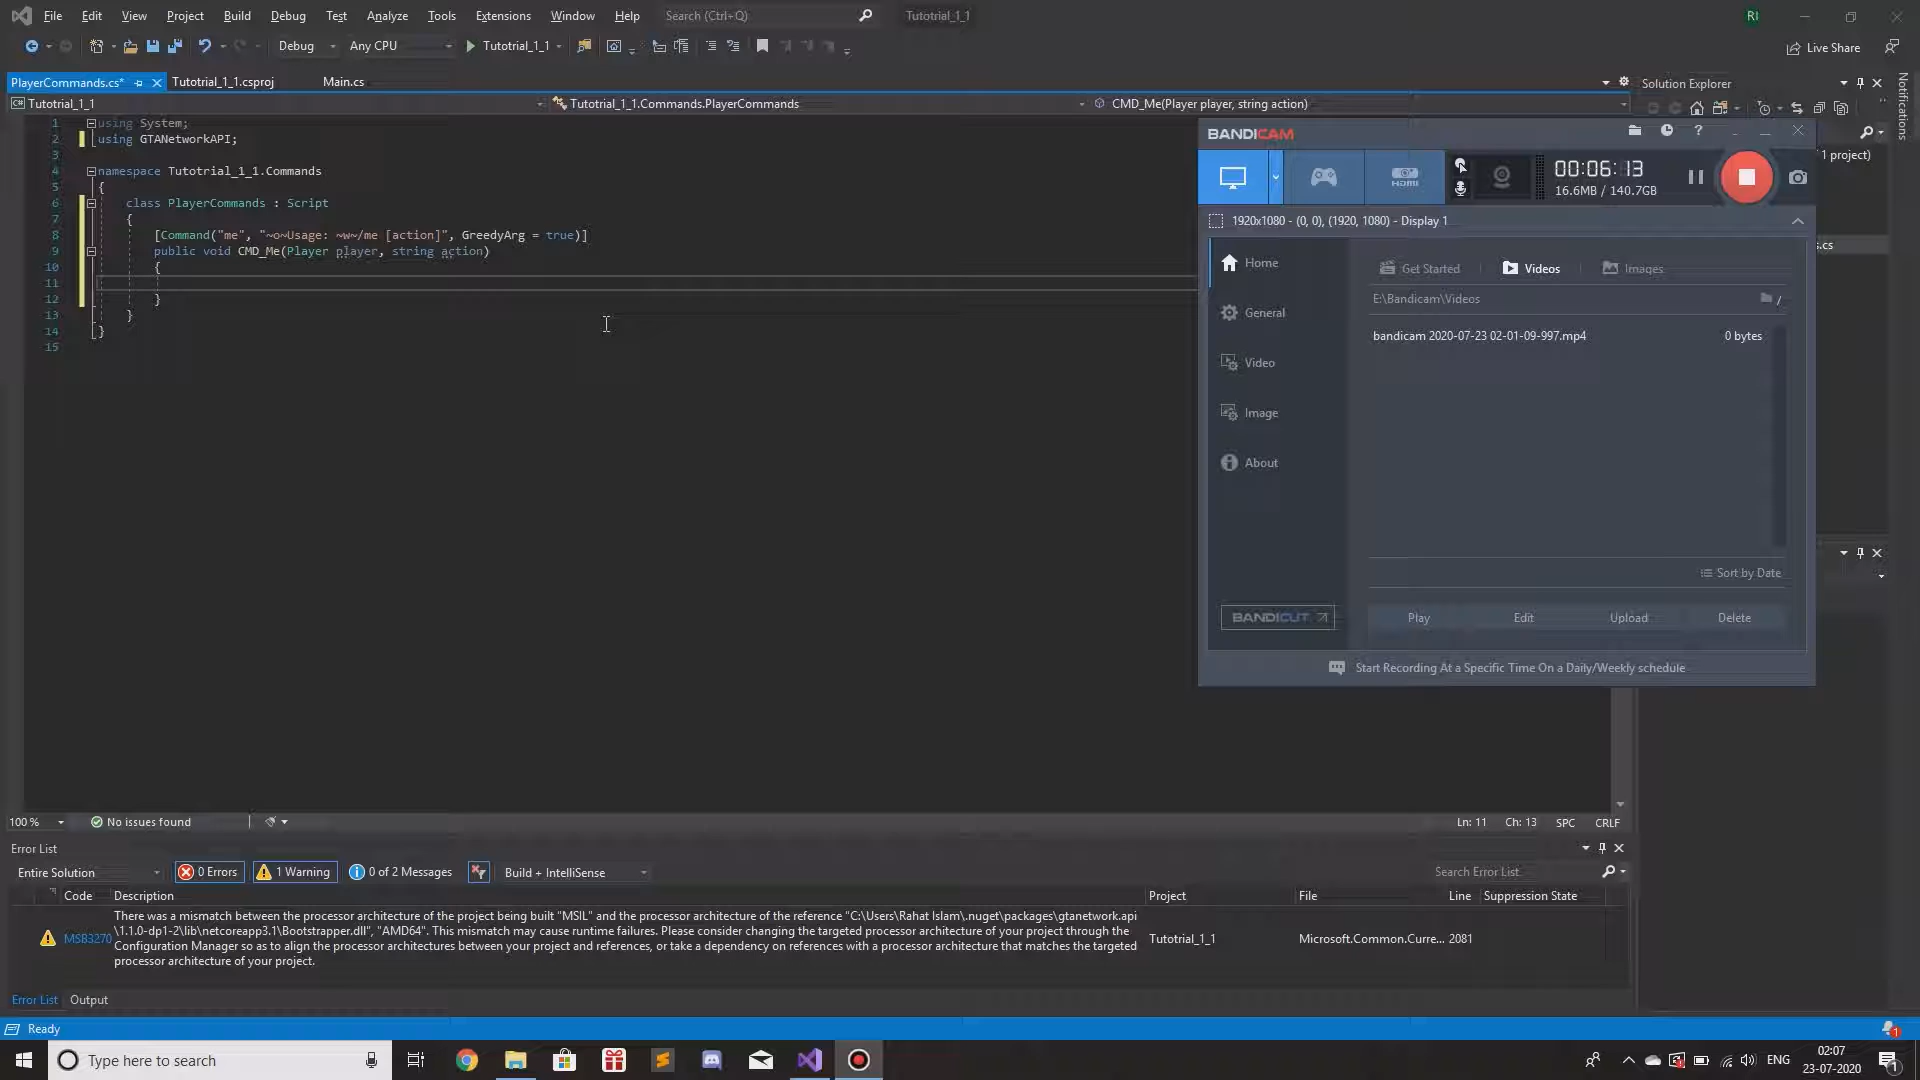 File Edit View Project Build Debug Test Analyze Tools Extensions Window Help Search (Ctrl+Q) Tutotrial_1_1 RI
Debug Any CPU Tutotrial_1_1 Live Share
PlayerCommands.cs* Tutotrial_1_1.csproj Main.cs
Tutotrial_1_1 Tutotrial_1_1.Commands.PlayerCommands CMD_Me(Player player, string action)
1 using System;
2 using GTANetworkAPI;
3
4 namespace Tutotrial_1_1.Commands
5 {
6 class PlayerCommands : Script
7 {
8 [Command("me", "~o~Usage: ~w~/me [action]", GreedyArg = true)]
9 public void CMD_Me(Player player, string action)
10 {
11
12 }
13 }
14 }
15
Solution Explorer
Notifications
1 project)
s.cs
BANDICAM
00:06:13
16.6MB / 140.7GB
HDMI
1920x1080 - (0, 0), (1920, 1080) - Display 1
Home
General
Video
Image
About
BANDICUT
Get Started Videos Images
E:\Bandicam\Videos
bandicam 2020-07-23 02-01-09-997.mp4 0 bytes
Sort by Date
Play Edit Upload Delete
Start Recording At a Specific Time On a Daily/Weekly schedule
100 % No issues found Ln: 11 Ch: 13 SPC CRLF
Error List
Entire Solution 0 Errors 1 Warning 0 of 2 Messages Build + IntelliSense Search Error List
Code Description Project File Line Suppression State
MSB3270
There was a mismatch between the processor architecture of the project being built "MSIL" and the processor architecture of the reference "C:\Users\Rahat Islam\.nuget\packages\gtanetwork.api
\1.1.0-dp1-2\lib\netcoreapp3.1\Bootstrapper.dll", "AMD64". This mismatch may cause runtime failures. Please consider changing the targeted processor architecture of your project through the
Configuration Manager so as to align the processor architectures between your project and references, or take a dependency on references with a processor architecture that matches the targeted
processor architecture of your project.
Tutotrial_1_1 Microsoft.Common.Curre... 2081
Error List Output
Ready 1
Type here to search ENG 02:07
23-07-2020 1